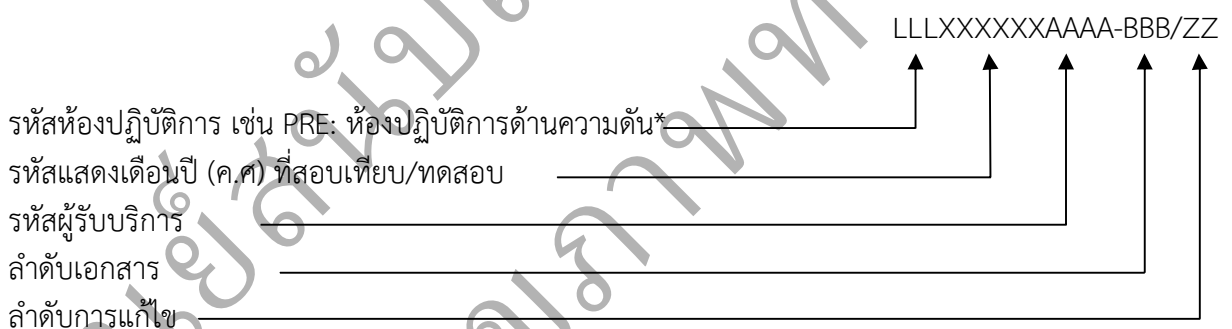 LLLXXXXXXAAAA-BBB/ZZ
รหัสห้องปฏิบัติการ เช่น PRE: ห้องปฏิบัติการด้านความดัน*
รหัสแสดงเดือนปี (ค.ศ) ที่สอบเทียบ/ทดสอบ
รหัสผู้รับบริการ
ลำดับเอกสาร
ลำดับการแก้ไข